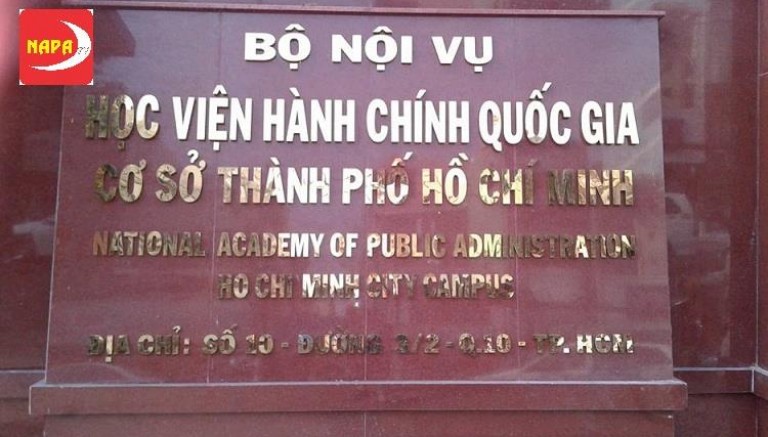 NAPA TV
BỘ NỘI VỤ
HỌC VIỆN HÀNH CHÍNH QUỐC GIA
CƠ SỞ THÀNH PHỐ HỒ CHÍ MINH
NATIONAL ACADEMY OF PUBLIC ADMINISTRATION
HO CHI MINH CITY CAMPUS
ĐỊA CHỈ: SỐ 10 - ĐƯỜNG 3/2 - Q.10 - TP. HCM